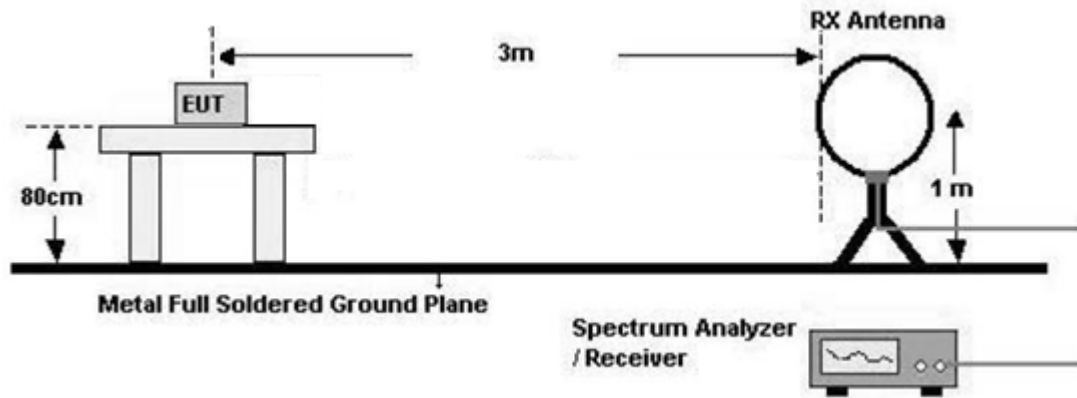 RX Antenna
3m
EUT
80cm
1 m
Metal Full Soldered Ground Plane
Spectrum Analyzer
/ Receiver